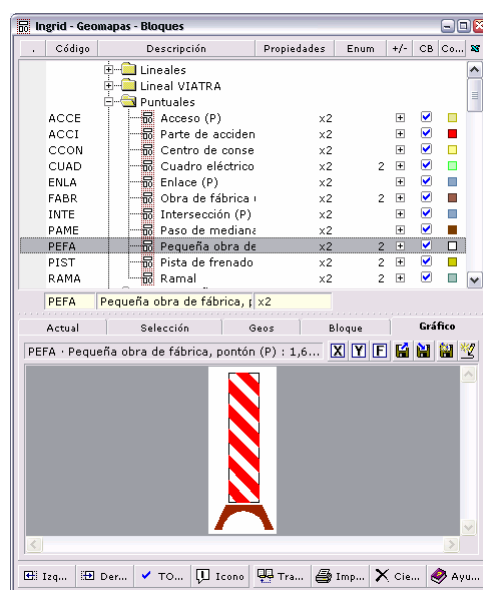 Ingrid - Geomapas - Bloques
. Código Descripción Propiedades Enum +/- CB Co...
Lineales
Lineal VIATRA
Puntuales
ACCE Acceso (P) x2
ACCI Parte de acciden x2
CCON Centro de conse x2
CUAD Cuadro eléctrico x2 2
ENLA Enlace (P) x2
FABR Obra de fábrica x2 2
INTE Intersección (P) x2
PAME Paso de mediana x2
PEFA Pequeña obra de x2 2
PIST Pista de frenado x2 2
RAMA Ramal x2 2
PEFA Pequeña obra de fábrica, x2
Actual Selección Geos Bloque Gráfico
PEFA · Pequeña obra de fábrica, pontón (P) : 1,6... X Y F
Izq... Der... TO... Icono Tra... Imp... Cie... Ayu...